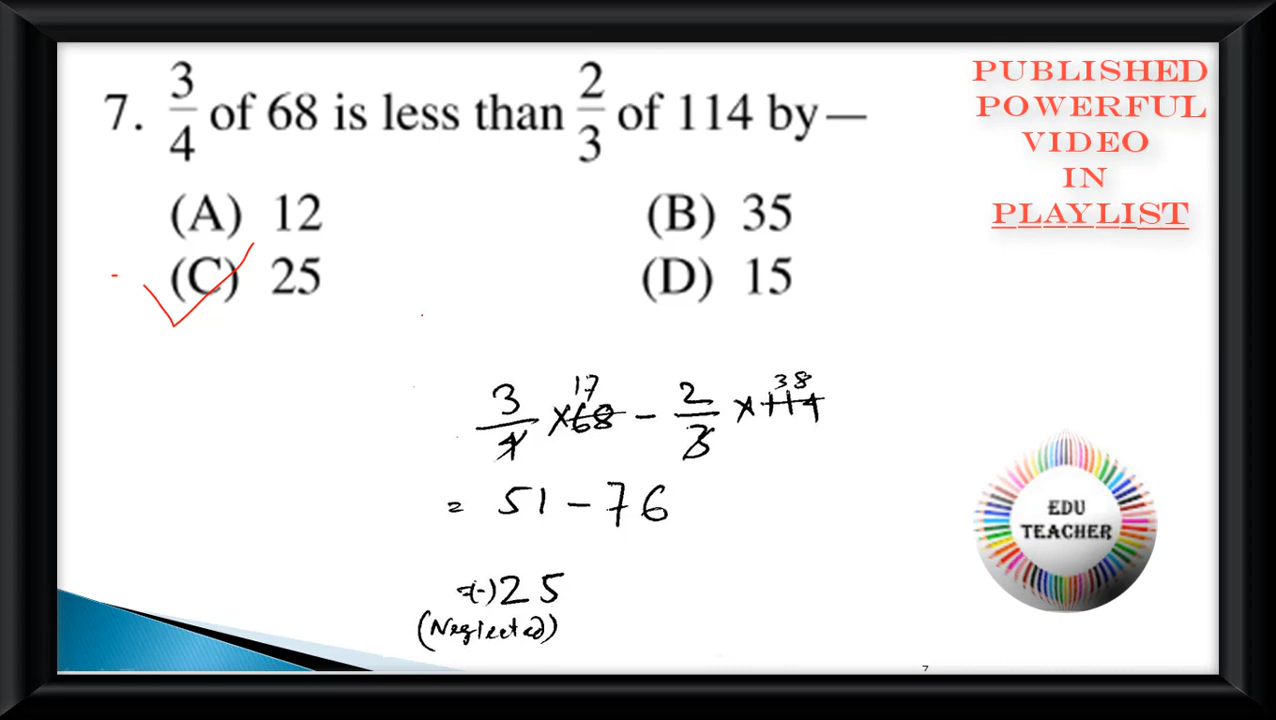 7. 3/4 of 68 is less than 2/3 of 114 by—
(A) 12 (B) 35
(C) 25 (D) 15
PUBLISHED
POWERFUL
VIDEO
IN
PLAYLIST
3/4 × 68 17 - 2/3 × 114 38
= 51 - 76
=(-)25
(Neglected)
EDU
TEACHER
7